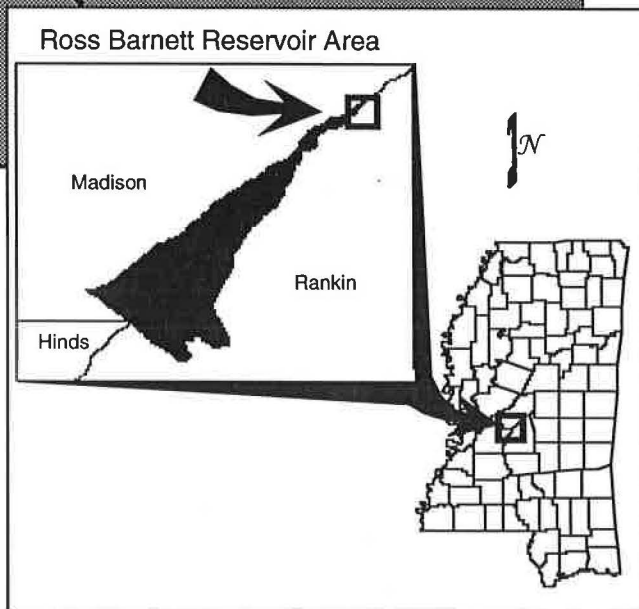 Ross Barnett Reservoir Area
Madison
N
Rankin
Hinds